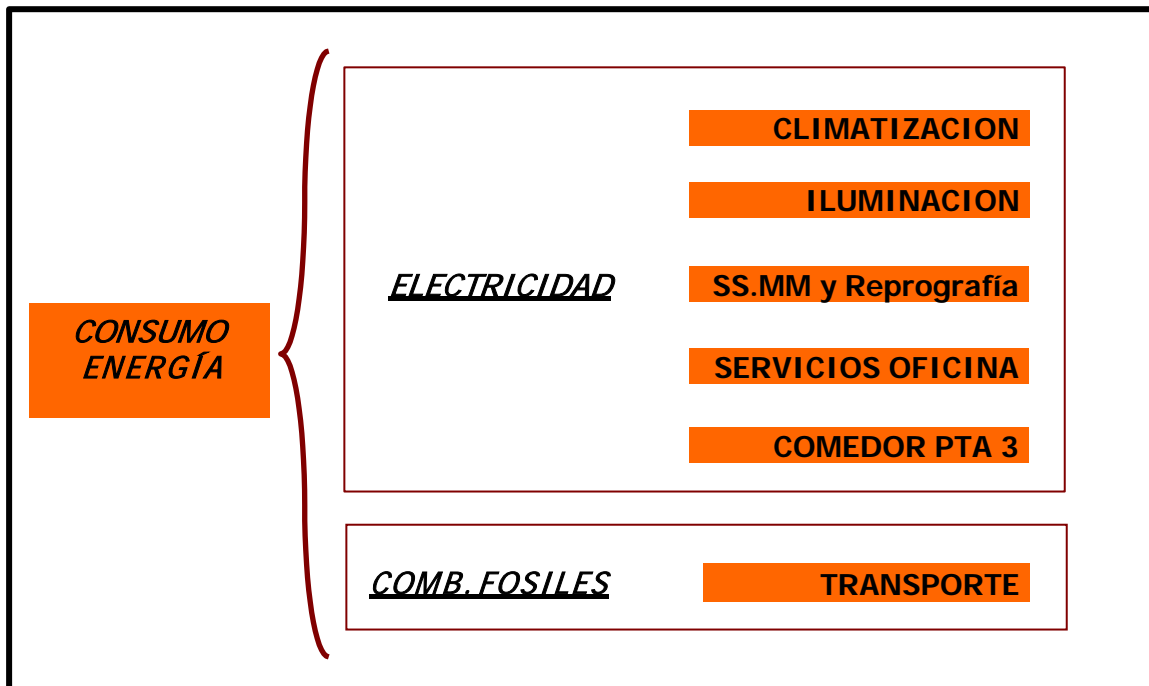 CONSUMO
ENERGÍA
ELECTRICIDAD
CLIMATIZACION
ILUMINACION
SS.MM y Reprografía
SERVICIOS OFICINA
COMEDOR PTA 3
COMB. FOSILES
TRANSPORTE